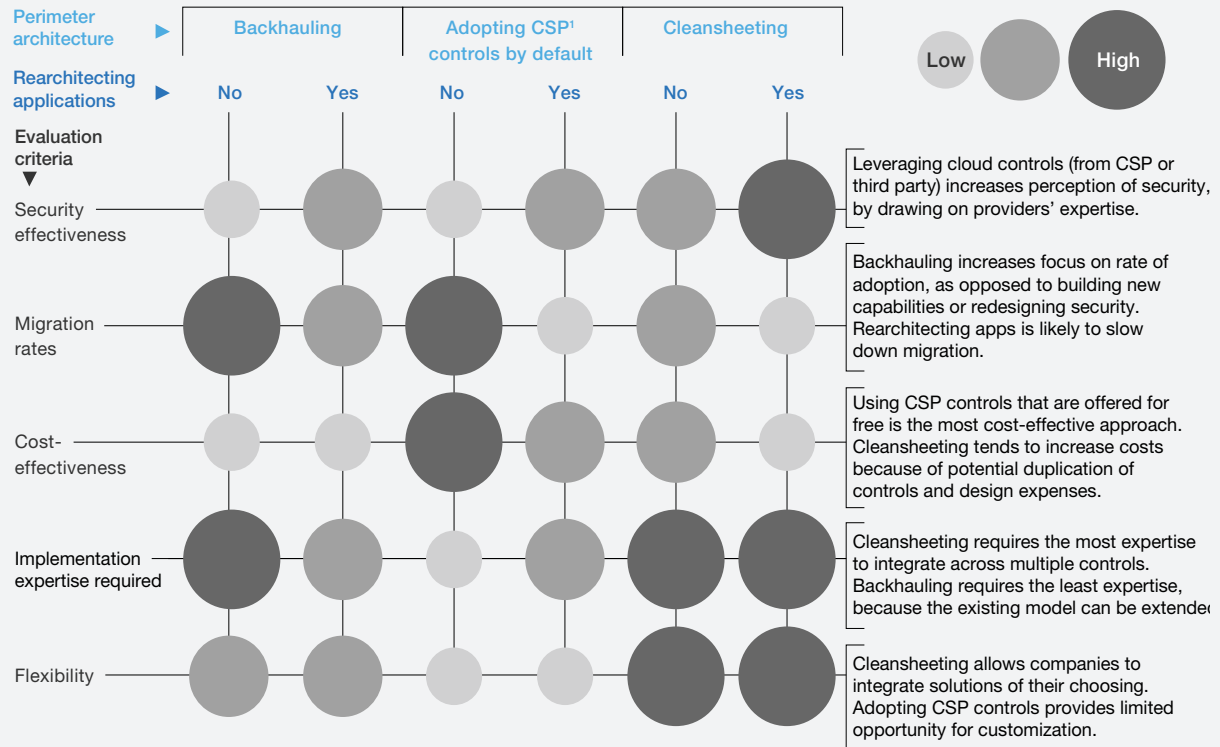 Perimeter
architecture
Backhauling
Adopting CSP¹
controls by default
Cleansheeting
Low
High
Rearchitecting
applications
No
Yes
No
Yes
No
Yes
Evaluation
criteria
Security
effectiveness
Leveraging cloud controls (from CSP or
third party) increases perception of security,
by drawing on providers’ expertise.
Migration
rates
Backhauling increases focus on rate of
adoption, as opposed to building new
capabilities or redesigning security.
Rearchitecting apps is likely to slow
down migration.
Cost-
effectiveness
Using CSP controls that are offered for
free is the most cost-effective approach.
Cleansheeting tends to increase costs
because of potential duplication of
controls and design expenses.
Implementation
expertise required
Cleansheeting requires the most expertise
to integrate across multiple controls.
Backhauling requires the least expertise,
because the existing model can be extende
Flexibility
Cleansheeting allows companies to
integrate solutions of their choosing.
Adopting CSP controls provides limited
opportunity for customization.